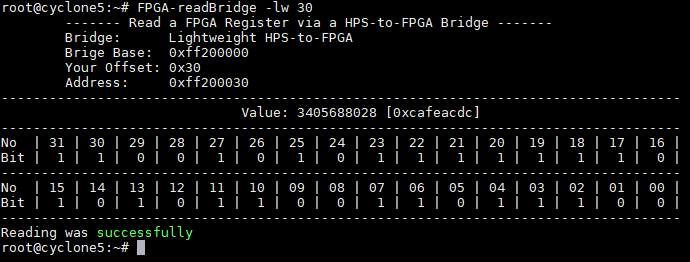 root@cyclone5:~# FPGA-readBridge -lw 30
------- Read a FPGA Register via a HPS-to-FPGA Bridge -------
Bridge:      Lightweight HPS-to-FPGA
Brige Base:  0xff200000
Your Offset: 0x30
Address:     0xff200030
-------------------------------------------------------------------------------------
Value: 3405688028 [0xcafeacdc]
-------------------------------------------------------------------------------------
No  | 31 | 30 | 29 | 28 | 27 | 26 | 25 | 24 | 23 | 22 | 21 | 20 | 19 | 18 | 17 | 16 |
Bit |  1 |  1 |  0 |  0 |  1 |  0 |  1 |  0 |  1 |  1 |  1 |  1 |  1 |  1 |  1 |  0 |
-------------------------------------------------------------------------------------
No  | 15 | 14 | 13 | 12 | 11 | 10 | 09 | 08 | 07 | 06 | 05 | 04 | 03 | 02 | 01 | 00 |
Bit |  1 |  0 |  1 |  0 |  1 |  1 |  0 |  0 |  1 |  1 |  0 |  1 |  1 |  1 |  0 |  0 |
-------------------------------------------------------------------------------------
Reading was successfully
root@cyclone5:~#